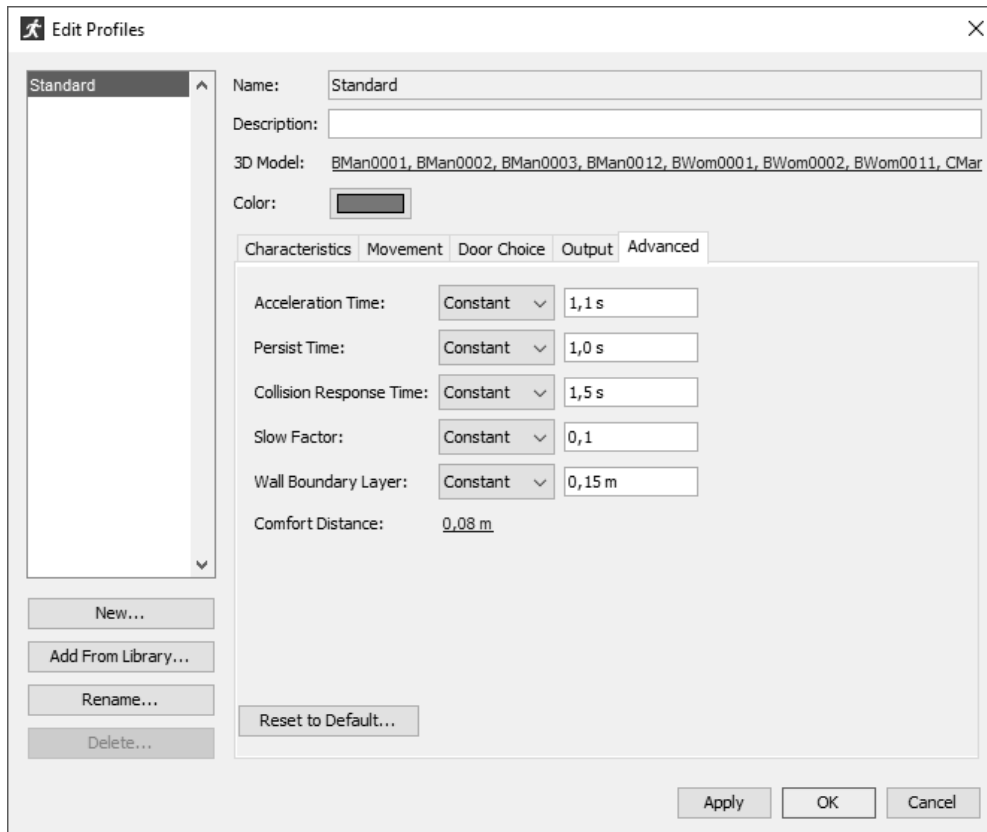 Edit Profiles
Standard
Name: Standard
Description:
3D Model: BMan0001, BMan0002, BMan0003, BMan0012, BWom0001, BWom0002, BWom0011, CMar
Color:
Characteristics Movement Door Choice Output Advanced
Acceleration Time: Constant 1,1 s
Persist Time: Constant 1,0 s
Collision Response Time: Constant 1,5 s
Slow Factor: Constant 0,1
Wall Boundary Layer: Constant 0,15 m
Comfort Distance: 0,08 m
New...
Add From Library...
Rename...
Delete...
Reset to Default...
Apply OK Cancel